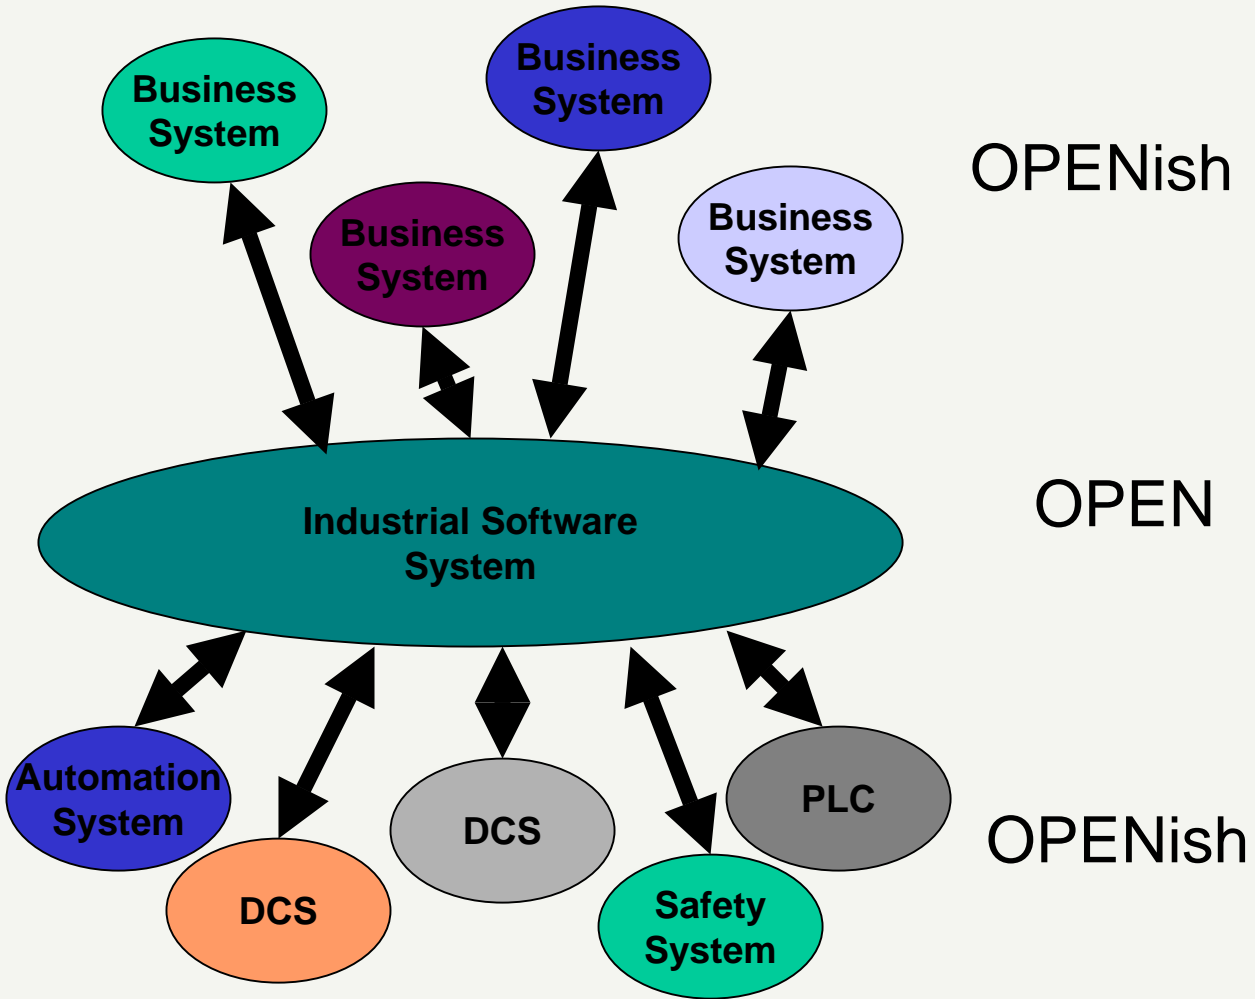 Business
System
Business
System
Business
System
Business
System
OPENish
Industrial Software
System
OPEN
Automation
System
DCS
DCS
Safety
System
PLC
OPENish